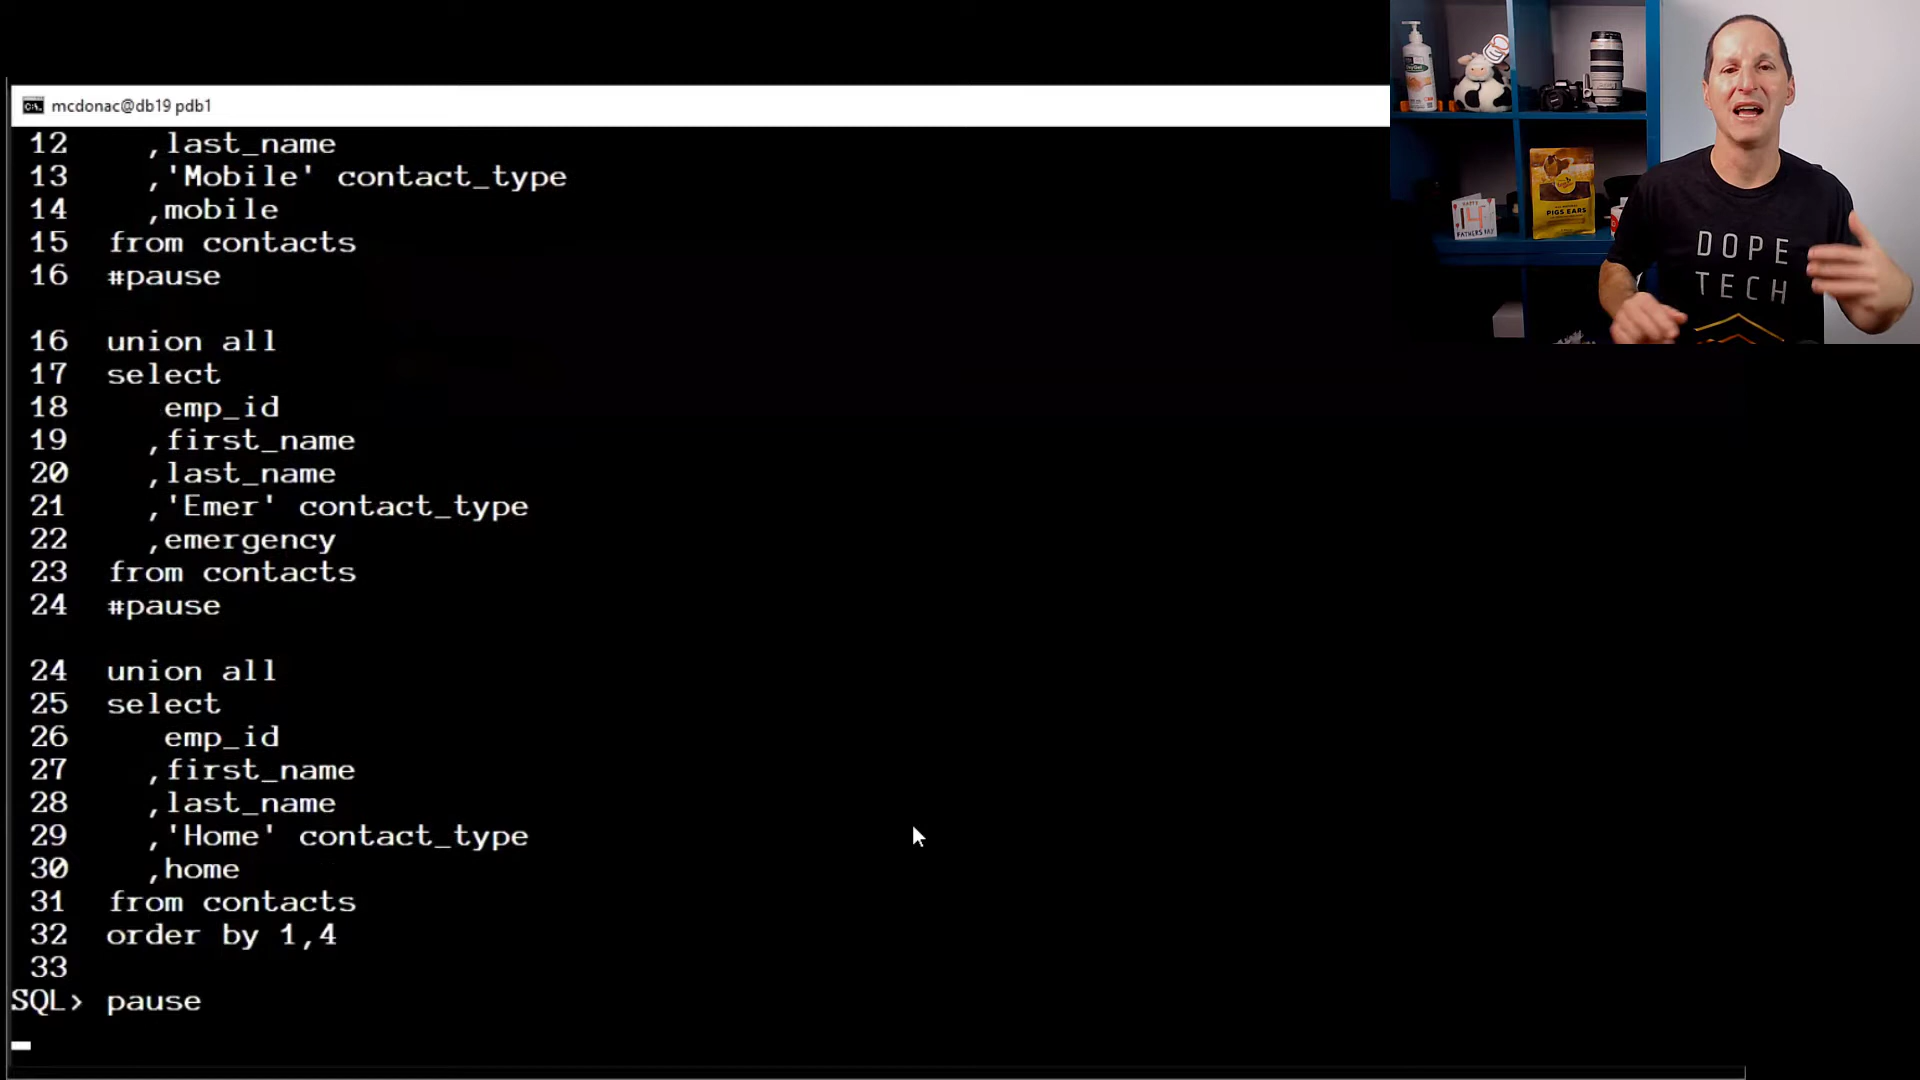 mcdonac@db19 pdb1
12 ,last_name
13 ,'Mobile' contact_type
14 ,mobile
15 from contacts
16 #pause
16 union all
17 select
18 emp_id
19 ,first_name
20 ,last_name
21 ,'Emer' contact_type
22 ,emergency
23 from contacts
24 #pause
24 union all
25 select
26 emp_id
27 ,first_name
28 ,last_name
29 ,'Home' contact_type
30 ,home
31 from contacts
32 order by 1,4
33
SQL> pause
PIGS EARS
14
DOPE
TECH